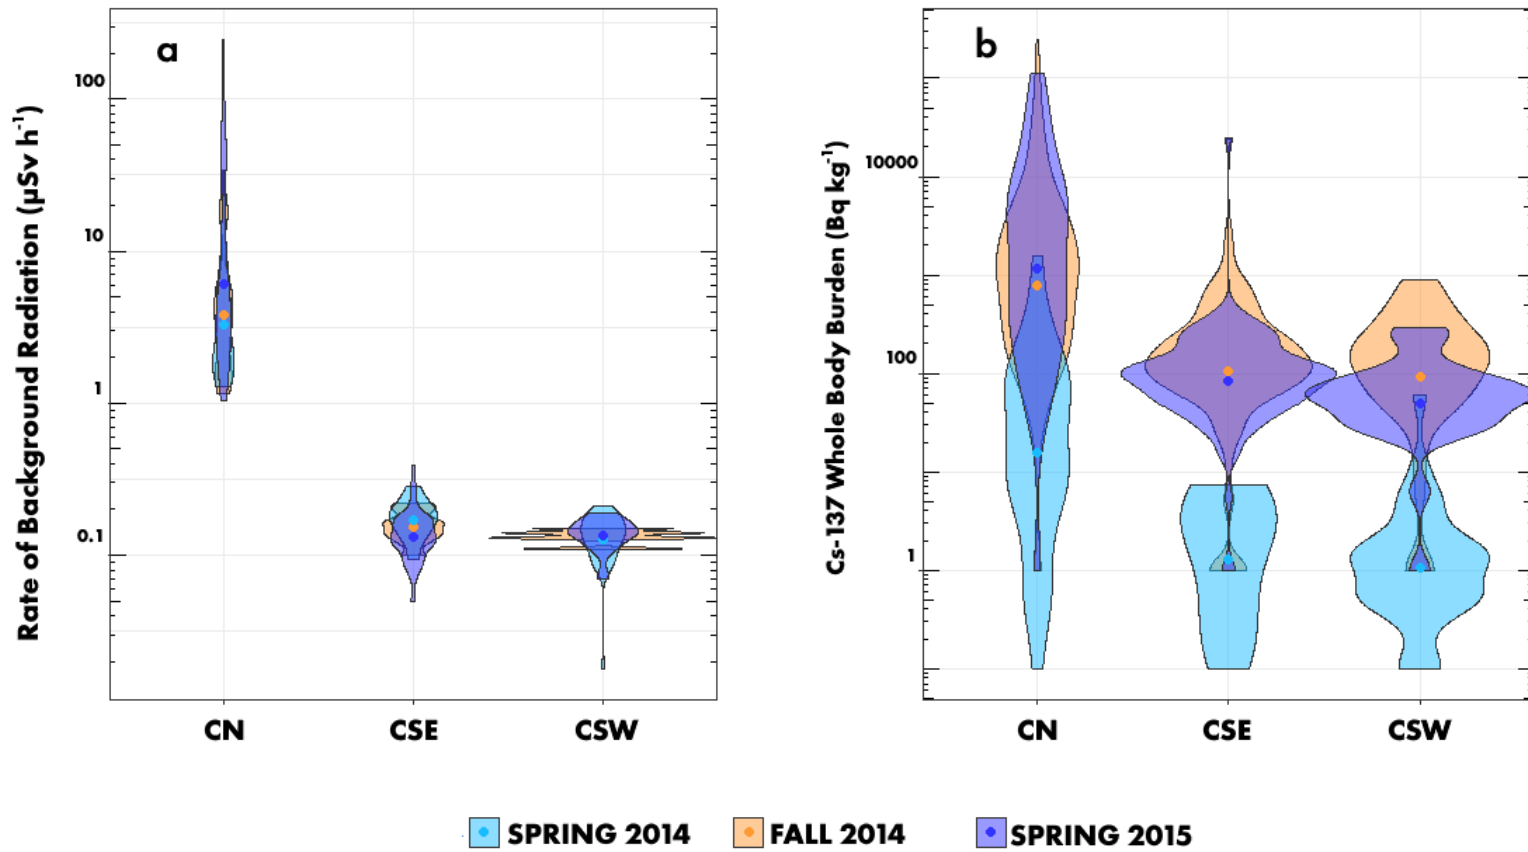 a
Rate of Background Radiation (µSv h⁻¹)
100
10
1
0.1
CN CSE CSW
b
Cs-137 Whole Body Burden (Bq kg⁻¹)
10000
100
1
CN CSE CSW
SPRING 2014 FALL 2014 SPRING 2015